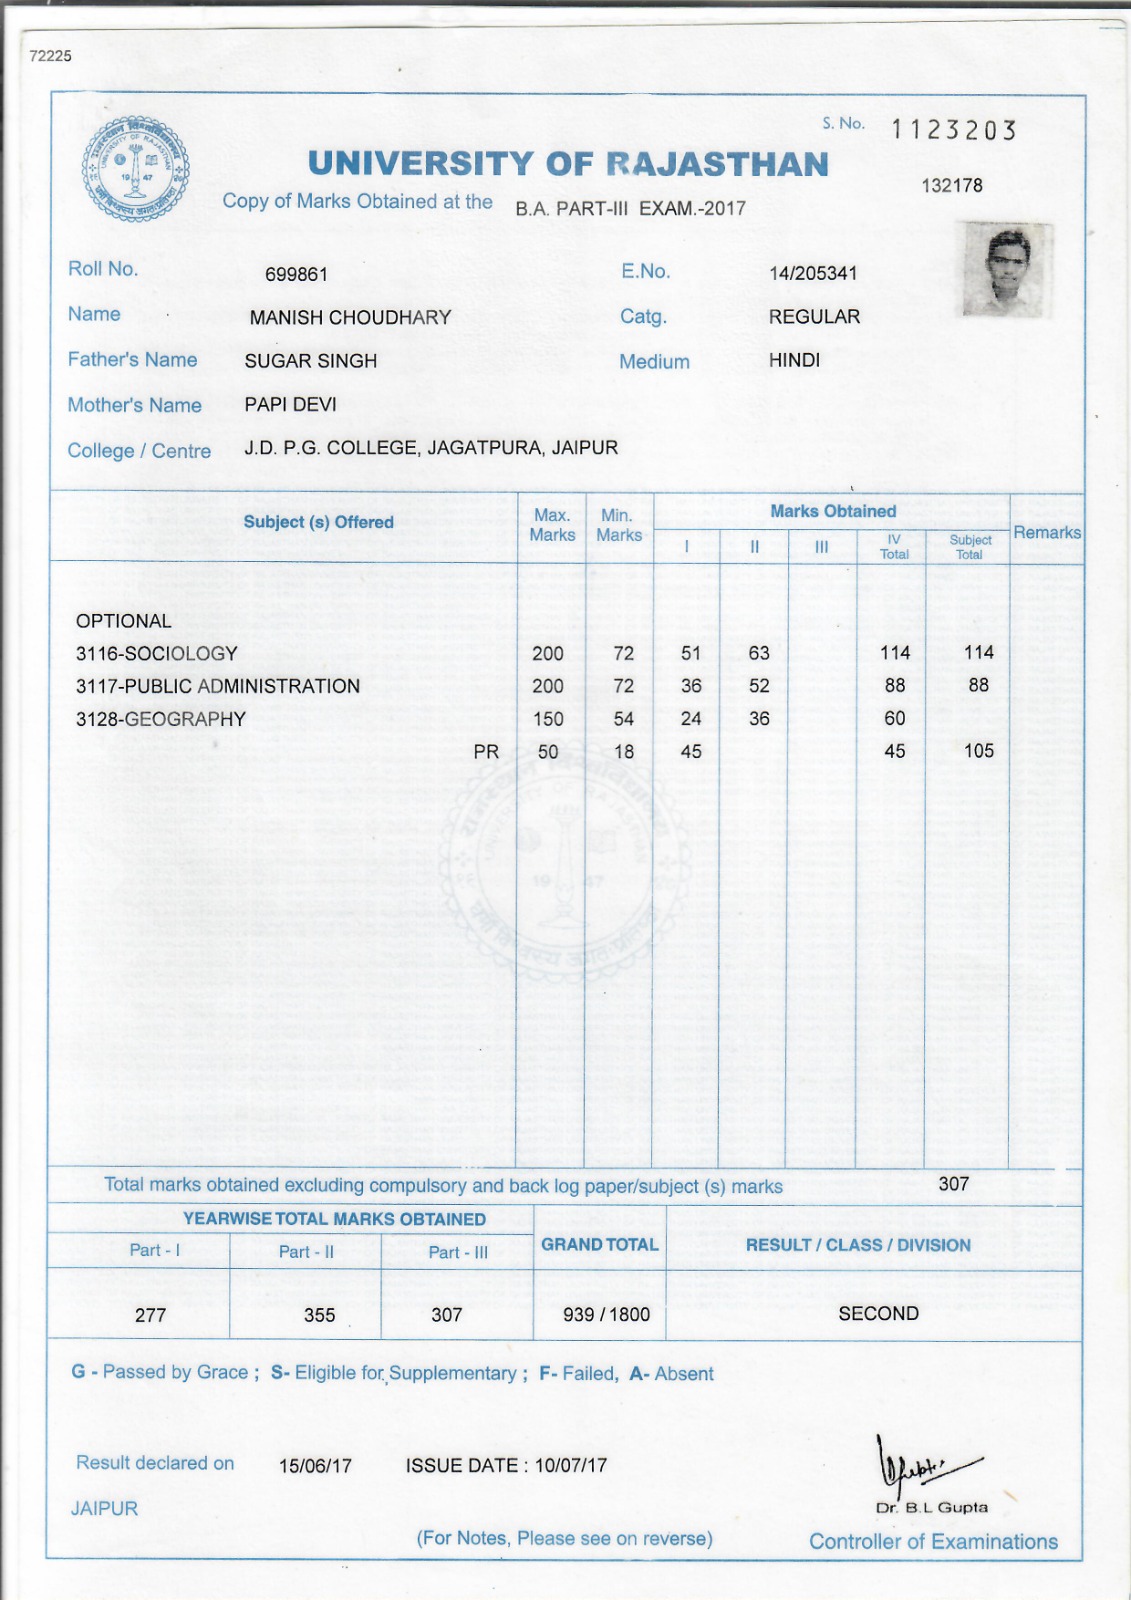 72225
S. No. 1123203
UNIVERSITY OF RAJASTHAN
132178
Copy of Marks Obtained at the B.A. PART-III EXAM.-2017
UNIVERSITY OF RAJASTHAN
1947
Roll No. 699861 E.No. 14/205341
Name MANISH CHOUDHARY Catg. REGULAR
Father's Name SUGAR SINGH Medium HINDI
Mother's Name PAPI DEVI
College / Centre J.D. P.G. COLLEGE, JAGATPURA, JAIPUR
Subject (s) Offered Max. Marks Min. Marks Marks Obtained Remarks
I II III IV Total Subject Total
OPTIONAL
3116-SOCIOLOGY 200 72 51 63 114 114
3117-PUBLIC ADMINISTRATION 200 72 36 52 88 88
3128-GEOGRAPHY 150 54 24 36 60
PR 50 18 45 45 105
Total marks obtained excluding compulsory and back log paper/subject (s) marks 307
YEARWISE TOTAL MARKS OBTAINED GRAND TOTAL RESULT / CLASS / DIVISION
Part - I Part - II Part - III
277 355 307 939 / 1800 SECOND
G - Passed by Grace ; S- Eligible for Supplementary ; F- Failed, A- Absent
Result declared on 15/06/17 ISSUE DATE : 10/07/17
JAIPUR Dr. B.L Gupta
(For Notes, Please see on reverse) Controller of Examinations